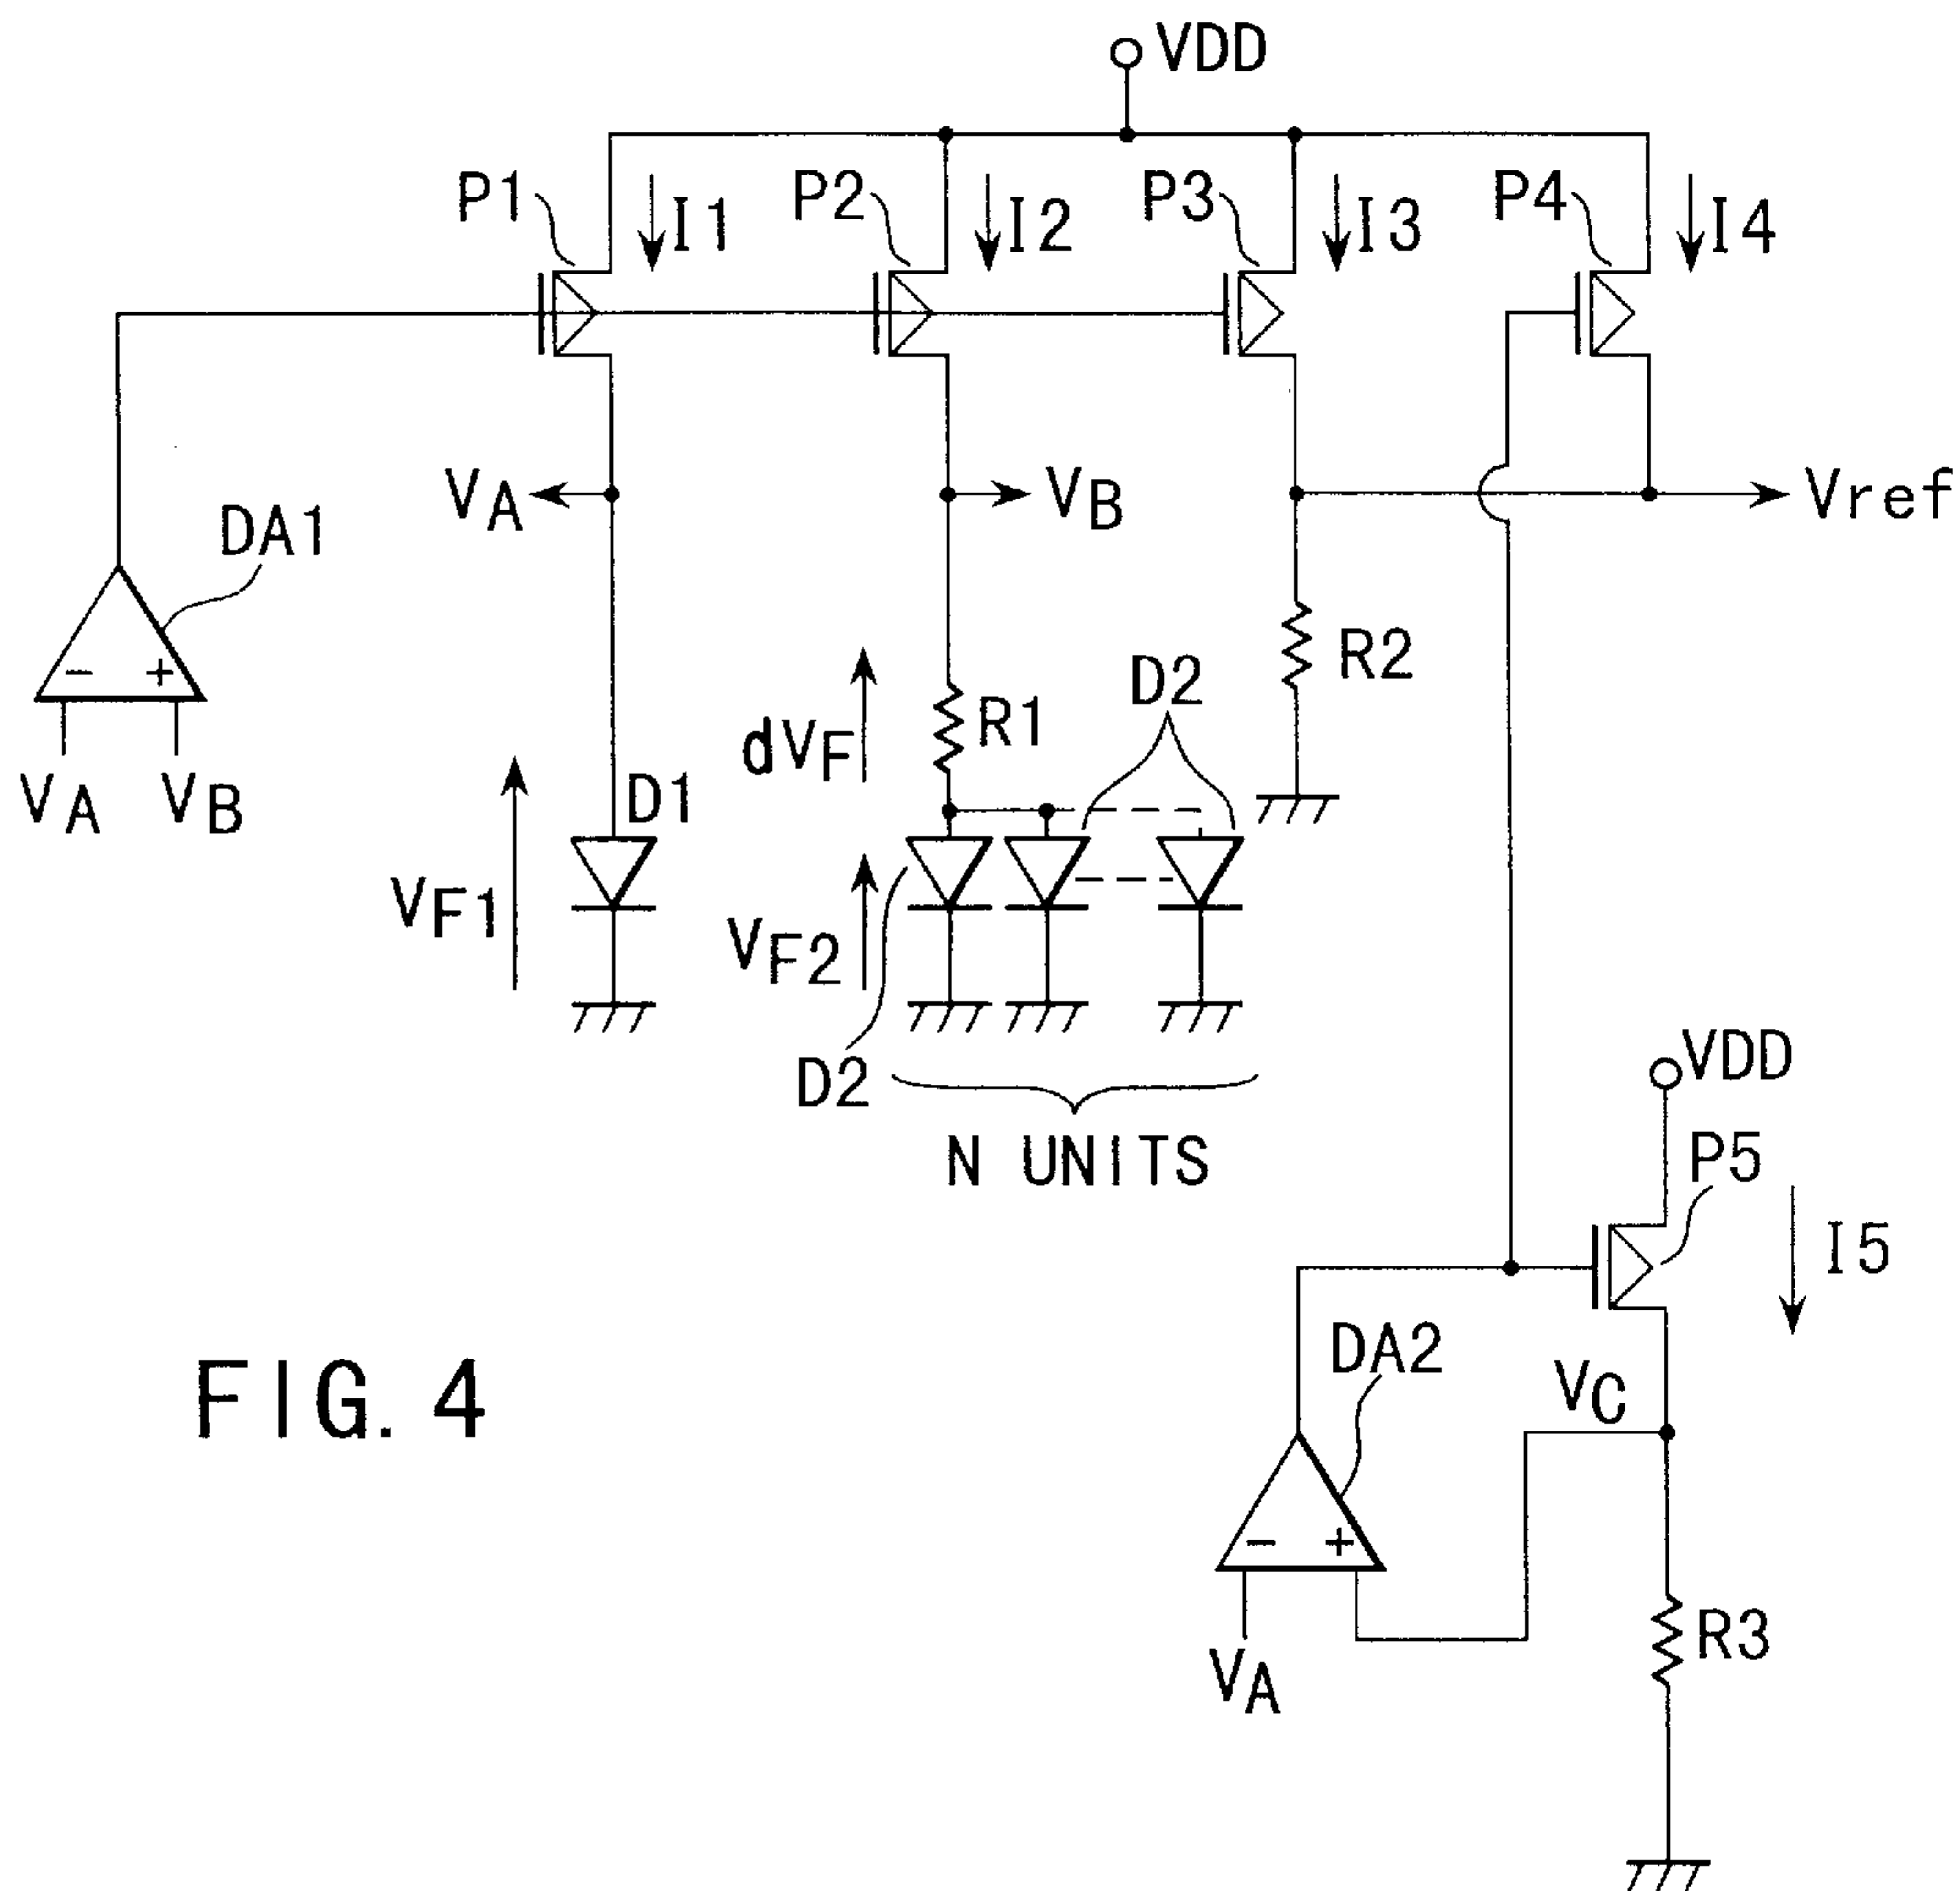 VDD
P1
I1
P2
I2
P3
I3
P4
I4
VA
VB
Vref
DA1
- +
VA VB
R2
D2
R1
dVF
D1
VF1
VF2
D2
N UNITS
VDD
P5
I5
DA2
VC
FIG. 4
- +
R3
VA